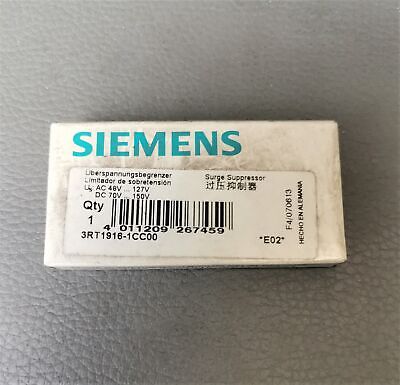 SIEMENS
Überspannungsbegrenzer
Limitador de sobretensión
Us AC 48V ... 127V
DC 70V ... 150V
Surge Suppressor
过压抑制器
Qty
1
4 011209 267459
3RT1916-1CC00
*E02*
F4/070613
HECHO EN ALEMANIA